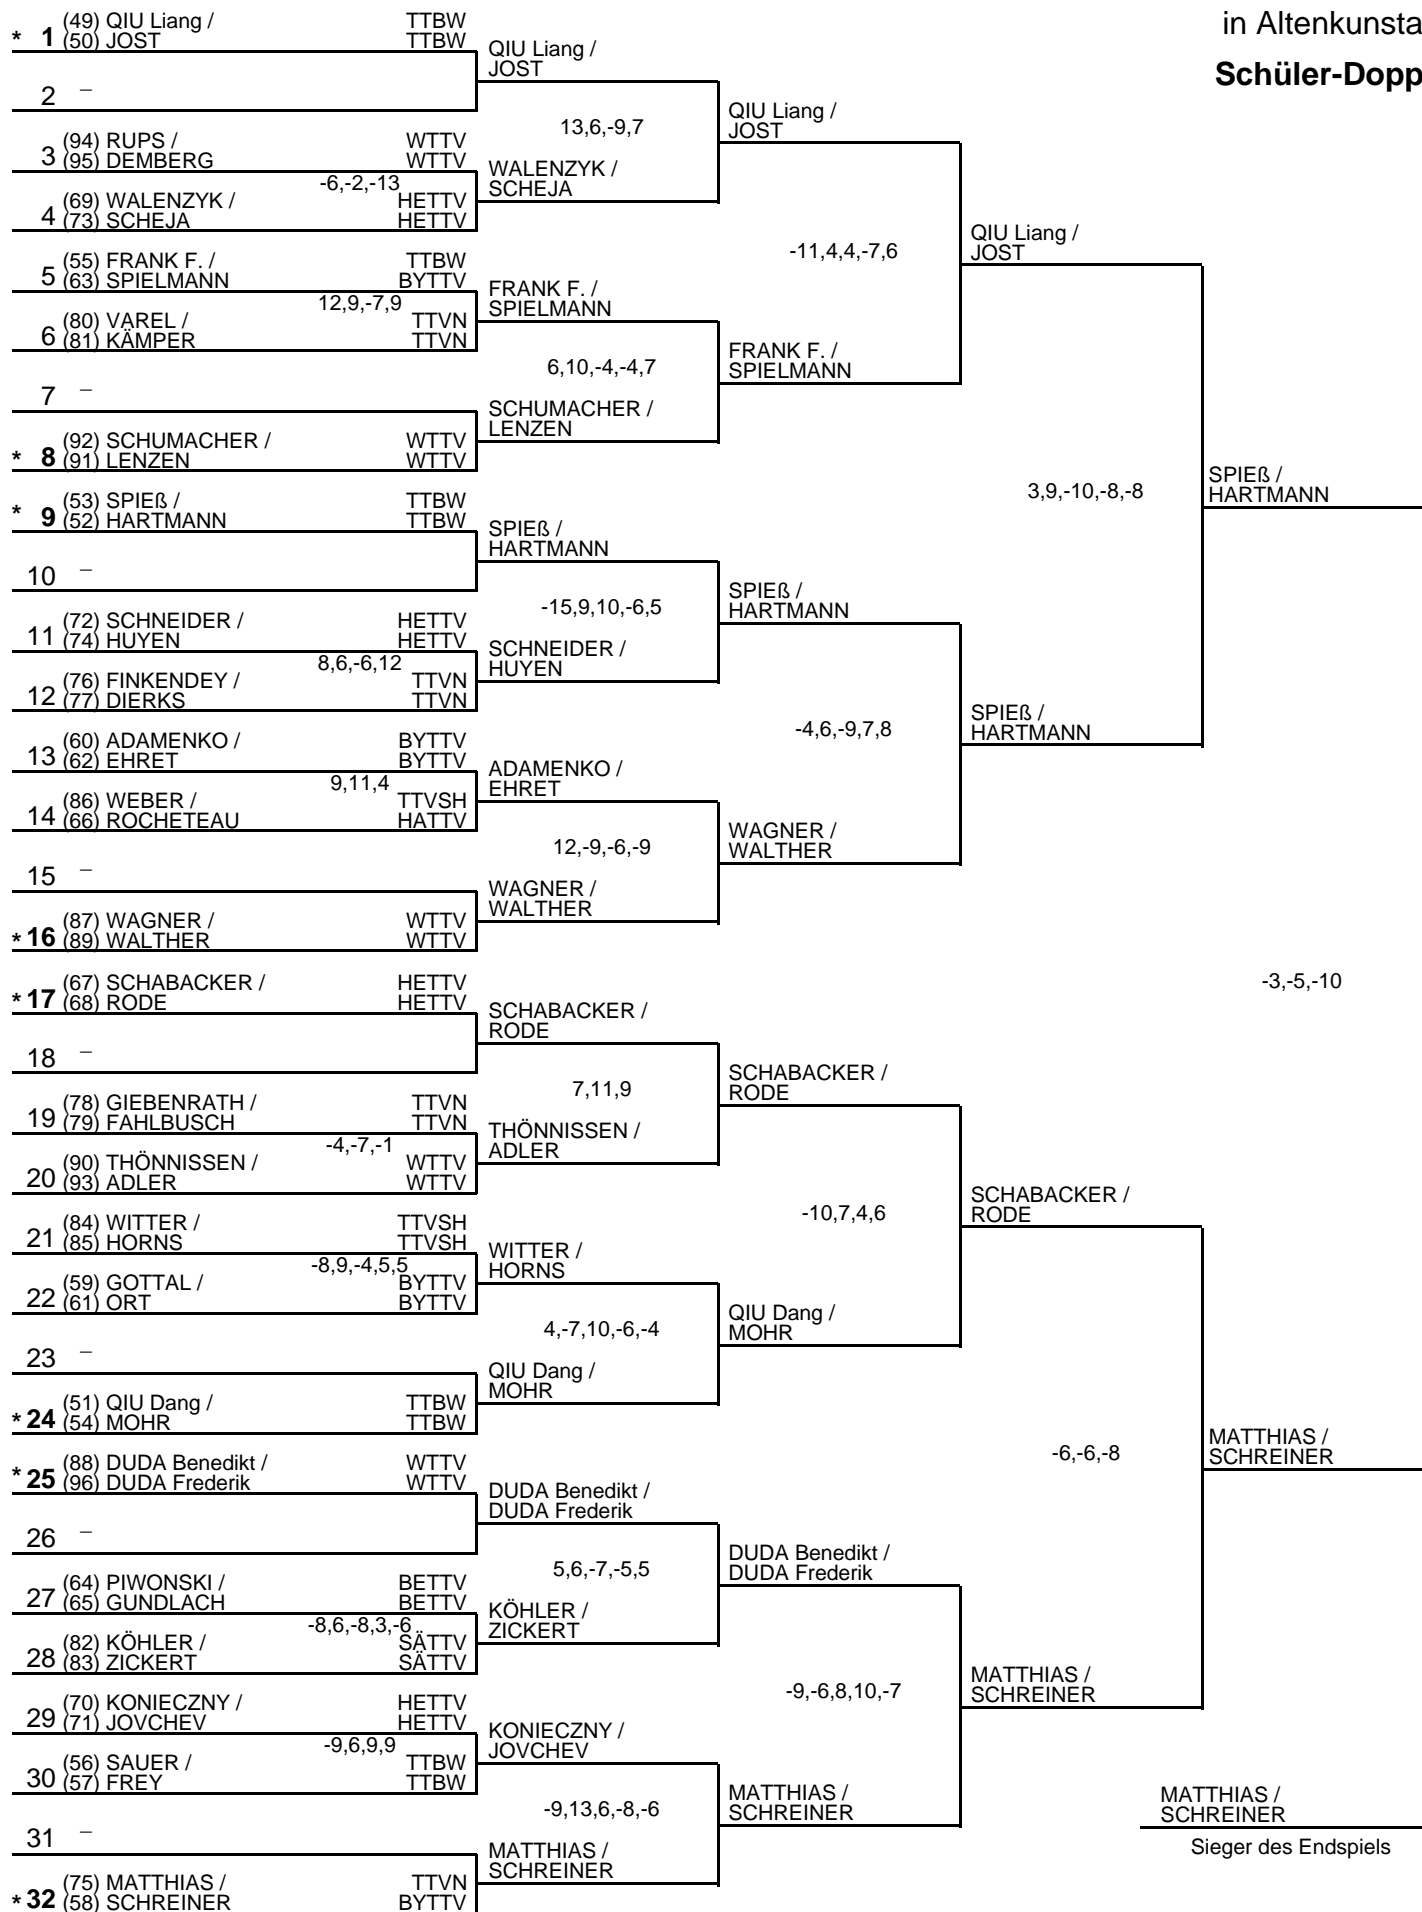 in Altenkunsta
Schüler-Dopp
* 1 (49) QIU Liang / TTBW
(50) JOST TTBW
2 –
3 (94) RUPS / WTTV
(95) DEMBERG WTTV
-6,-2,-13
4 (69) WALENZYK / HETTV
(73) SCHEJA HETTV
5 (55) FRANK F. / TTBW
(63) SPIELMANN BYTTV
12,9,-7,9
6 (80) VAREL / TTVN
(81) KÄMPER TTVN
7 –
* 8 (92) SCHUMACHER / WTTV
(91) LENZEN WTTV
* 9 (53) SPIEß / TTBW
(52) HARTMANN TTBW
10 –
11 (72) SCHNEIDER / HETTV
(74) HUYEN HETTV
8,6,-6,12
12 (76) FINKENDEY / TTVN
(77) DIERKS TTVN
13 (60) ADAMENKO / BYTTV
(62) EHRET BYTTV
9,11,4
14 (86) WEBER / TTVSH
(66) ROCHETEAU HATTV
15 –
* 16 (87) WAGNER / WTTV
(89) WALTHER WTTV
* 17 (67) SCHABACKER / HETTV
(68) RODE HETTV
18 –
19 (78) GIEBENRATH / TTVN
(79) FAHLBUSCH TTVN
-4,-7,-1
20 (90) THÖNNISSEN / WTTV
(93) ADLER WTTV
21 (84) WITTER / TTVSH
(85) HORNS TTVSH
-8,9,-4,5,5
22 (59) GOTTAL / BYTTV
(61) ORT BYTTV
23 –
* 24 (51) QIU Dang / TTBW
(54) MOHR TTBW
* 25 (88) DUDA Benedikt / WTTV
(96) DUDA Frederik WTTV
26 –
27 (64) PIWONSKI / BETTV
(65) GUNDLACH BETTV
-8,6,-8,3,-6
28 (82) KÖHLER / SÄTTV
(83) ZICKERT SÄTTV
29 (70) KONIECZNY / HETTV
(71) JOVCHEV HETTV
-9,6,9,9
30 (56) SAUER / TTBW
(57) FREY TTBW
31 –
* 32 (75) MATTHIAS / TTVN
(58) SCHREINER BYTTV
QIU Liang /
JOST
13,6,-9,7
WALENZYK /
SCHEJA
FRANK F. /
SPIELMANN
6,10,-4,-4,7
SCHUMACHER /
LENZEN
SPIEß /
HARTMANN
-15,9,10,-6,5
SCHNEIDER /
HUYEN
ADAMENKO /
EHRET
12,-9,-6,-9
WAGNER /
WALTHER
SCHABACKER /
RODE
7,11,9
THÖNNISSEN /
ADLER
WITTER /
HORNS
4,-7,10,-6,-4
QIU Dang /
MOHR
DUDA Benedikt /
DUDA Frederik
5,6,-7,-5,5
KÖHLER /
ZICKERT
KONIECZNY /
JOVCHEV
-9,13,6,-8,-6
MATTHIAS /
SCHREINER
QIU Liang /
JOST
-11,4,4,-7,6
FRANK F. /
SPIELMANN
SPIEß /
HARTMANN
-4,6,-9,7,8
WAGNER /
WALTHER
SCHABACKER /
RODE
-10,7,4,6
QIU Dang /
MOHR
DUDA Benedikt /
DUDA Frederik
-9,-6,8,10,-7
MATTHIAS /
SCHREINER
QIU Liang /
JOST
3,9,-10,-8,-8
SPIEß /
HARTMANN
SCHABACKER /
RODE
-6,-6,-8
MATTHIAS /
SCHREINER
SPIEß /
HARTMANN
-3,-5,-10
MATTHIAS /
SCHREINER
MATTHIAS /
SCHREINER
Sieger des Endspiels